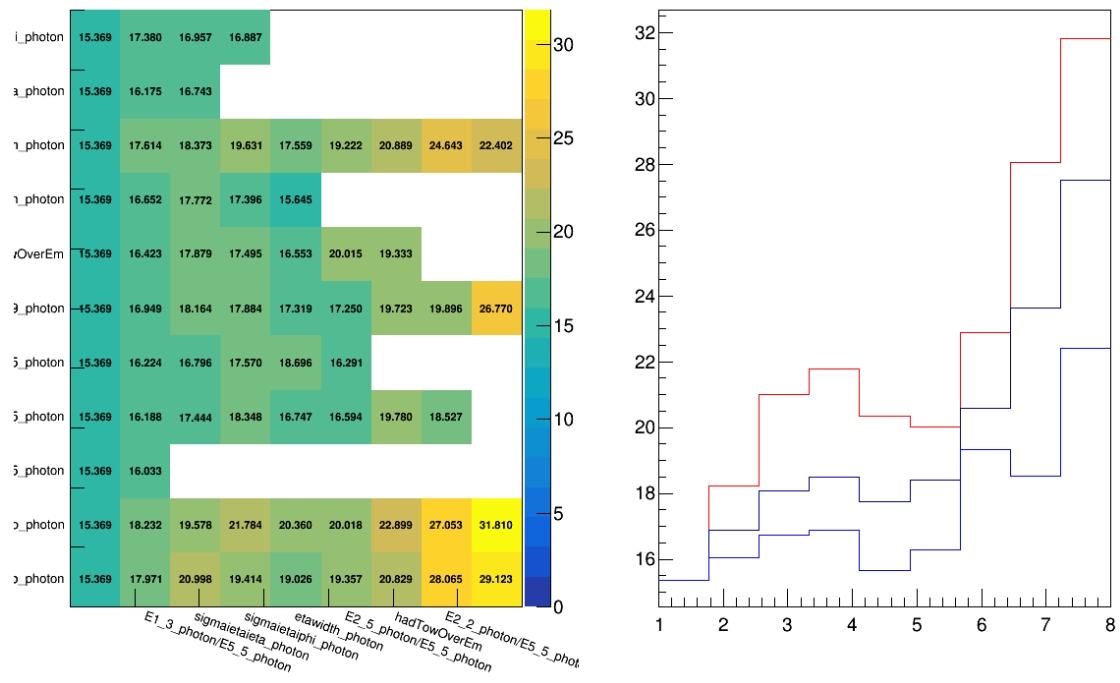 i_photon 15.369 17.380 16.957 16.887
a_photon 15.369 16.175 16.743
n_photon 15.369 17.614 18.373 19.631 17.559 19.222 20.889 24.643 22.402
n_photon 15.369 16.652 17.772 17.396 15.645
OverEm 15.369 16.423 17.879 17.495 16.553 20.015 19.333
9_photon 15.369 16.949 18.164 17.884 17.319 17.250 19.723 19.896 26.770
5_photon 15.369 16.224 16.796 17.570 18.696 16.291
5_photon 15.369 16.188 17.444 18.348 16.747 16.594 19.780 18.527
5_photon 15.369 16.033
o_photon 15.369 18.232 19.578 21.784 20.360 20.018 22.899 27.053 31.810
o_photon 15.369 17.971 20.998 19.414 19.026 19.357 20.829 28.065 29.123
E1_3_photon/E5_5_photon
sigmaietaieta_photon
sigmaietaiphi_photon
etawidth_photon
E2_5_photon/E5_5_photon
hadTowOverEm
E2_2_photon/E5_5_phot
30
25
20
15
10
5
0
32
30
28
26
24
22
20
18
16
1 2 3 4 5 6 7 8